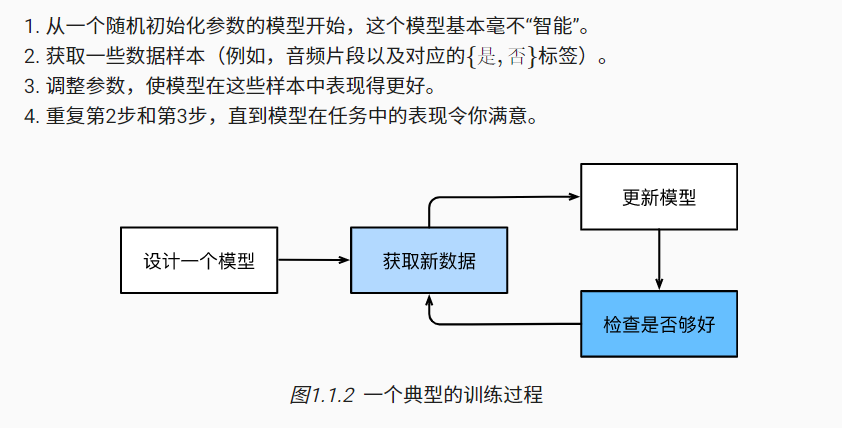 1. 从一个随机初始化参数的模型开始，这个模型基本毫不“智能”。
2. 获取一些数据样本（例如，音频片段以及对应的{是, 否}标签）。
3. 调整参数，使模型在这些样本中表现得更好。
4. 重复第2步和第3步，直到模型在任务中的表现令你满意。
更新模型
设计一个模型
获取新数据
检查是否够好
图1.1.2 一个典型的训练过程